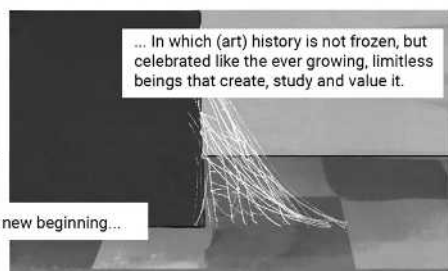 ... In which (art) history is not frozen, but
celebrated like the ever growing, limitless
beings that create, study and value it.
new beginning...